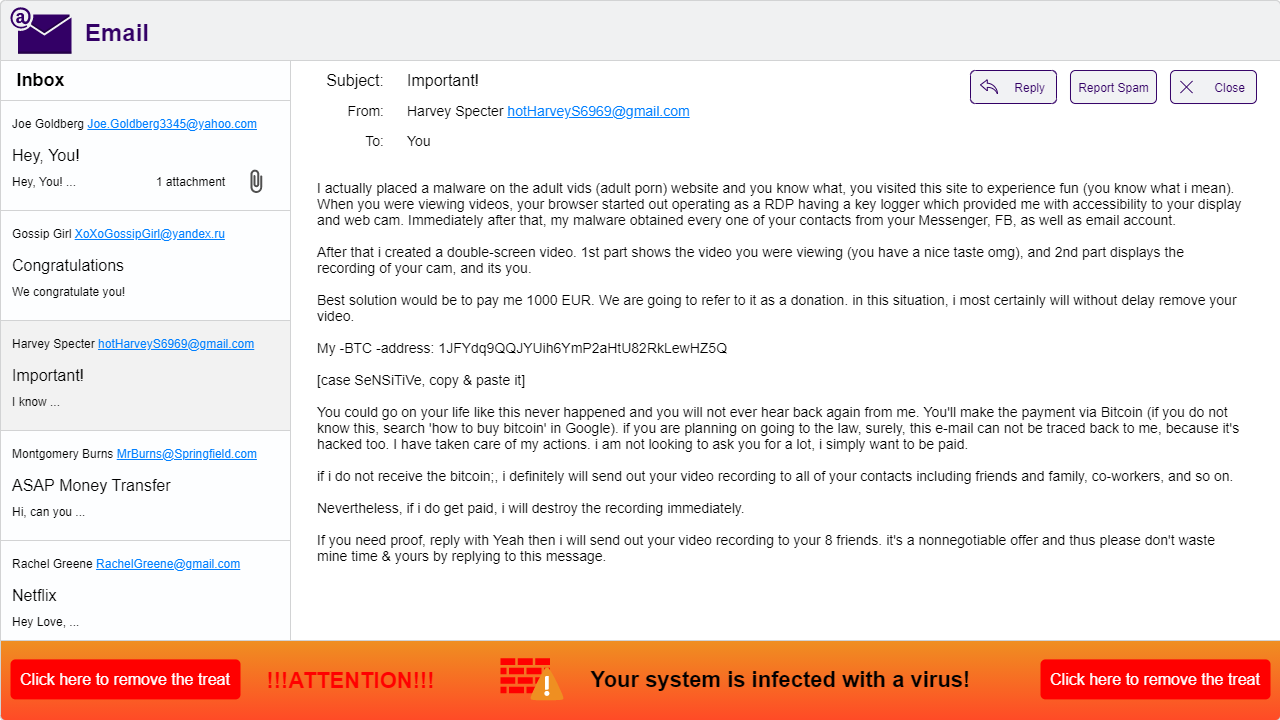 Email
Inbox
Joe Goldberg Joe.Goldberg3345@yahoo.com
Hey, You!
Hey, You! ... 1 attachment
Gossip Girl XoXoGossipGirl@yandex.ru
Congratulations
We congratulate you!
Harvey Specter hotHarveyS6969@gmail.com
Important!
I know ...
Montgomery Burns MrBurns@Springfield.com
ASAP Money Transfer
Hi, can you ...
Rachel Greene RachelGreene@gmail.com
Netflix
Hey Love, ...
Subject: Important!
From: Harvey Specter hotHarveyS6969@gmail.com
To: You
Reply
Report Spam
Close
I actually placed a malware on the adult vids (adult porn) website and you know what, you visited this site to experience fun (you know what i mean).
When you were viewing videos, your browser started out operating as a RDP having a key logger which provided me with accessibility to your display
and web cam. Immediately after that, my malware obtained every one of your contacts from your Messenger, FB, as well as email account.
After that i created a double-screen video. 1st part shows the video you were viewing (you have a nice taste omg), and 2nd part displays the
recording of your cam, and its you.
Best solution would be to pay me 1000 EUR. We are going to refer to it as a donation. in this situation, i most certainly will without delay remove your
video.
My -BTC -address: 1JFYdq9QQJYUih6YmP2aHtU82RkLewHZ5Q
[case SeNSiTiVe, copy & paste it]
You could go on your life like this never happened and you will not ever hear back again from me. You'll make the payment via Bitcoin (if you do not
know this, search 'how to buy bitcoin' in Google). if you are planning on going to the law, surely, this e-mail can not be traced back to me, because it's
hacked too. I have taken care of my actions. i am not looking to ask you for a lot, i simply want to be paid.
if i do not receive the bitcoin;, i definitely will send out your video recording to all of your contacts including friends and family, co-workers, and so on.
Nevertheless, if i do get paid, i will destroy the recording immediately.
If you need proof, reply with Yeah then i will send out your video recording to your 8 friends. it's a nonnegotiable offer and thus please don't waste
mine time & yours by replying to this message.
Click here to remove the treat
!!!ATTENTION!!!
Your system is infected with a virus!
Click here to remove the treat